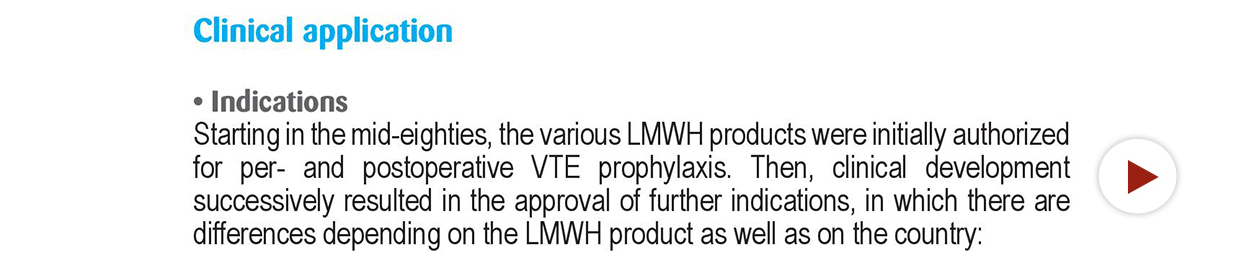 Clinical application
• Indications
Starting in the mid-eighties, the various LMWH products were initially authorized
for per- and postoperative VTE prophylaxis. Then, clinical development
successively resulted in the approval of further indications, in which there are
differences depending on the LMWH product as well as on the country: